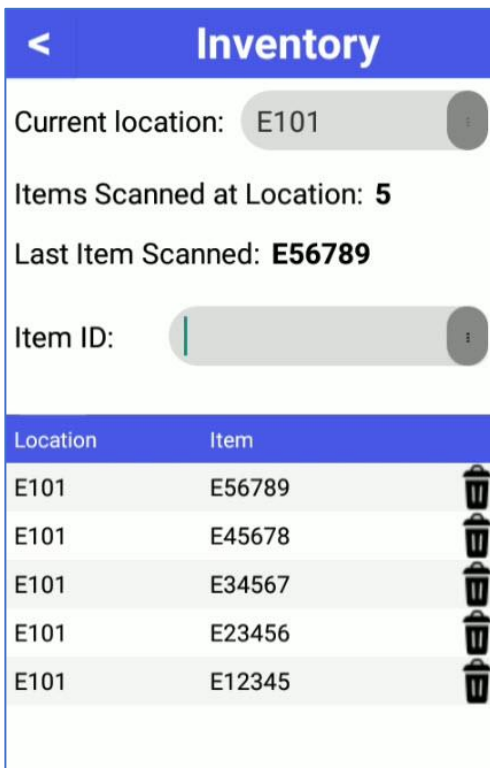 < Inventory
Current location: E101
Items Scanned at Location: 5
Last Item Scanned: E56789
Item ID:
Location Item
E101 E56789
E101 E45678
E101 E34567
E101 E23456
E101 E12345